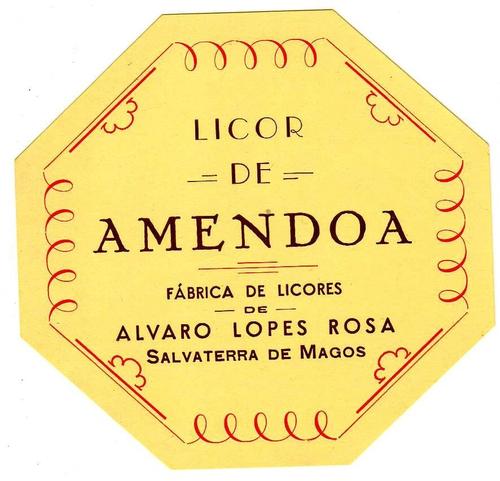 LICOR
DE
AMENDOA
FÁBRICA DE LICORES
DE
ALVARO LOPES ROSA
SALVATERRA DE MAGOS